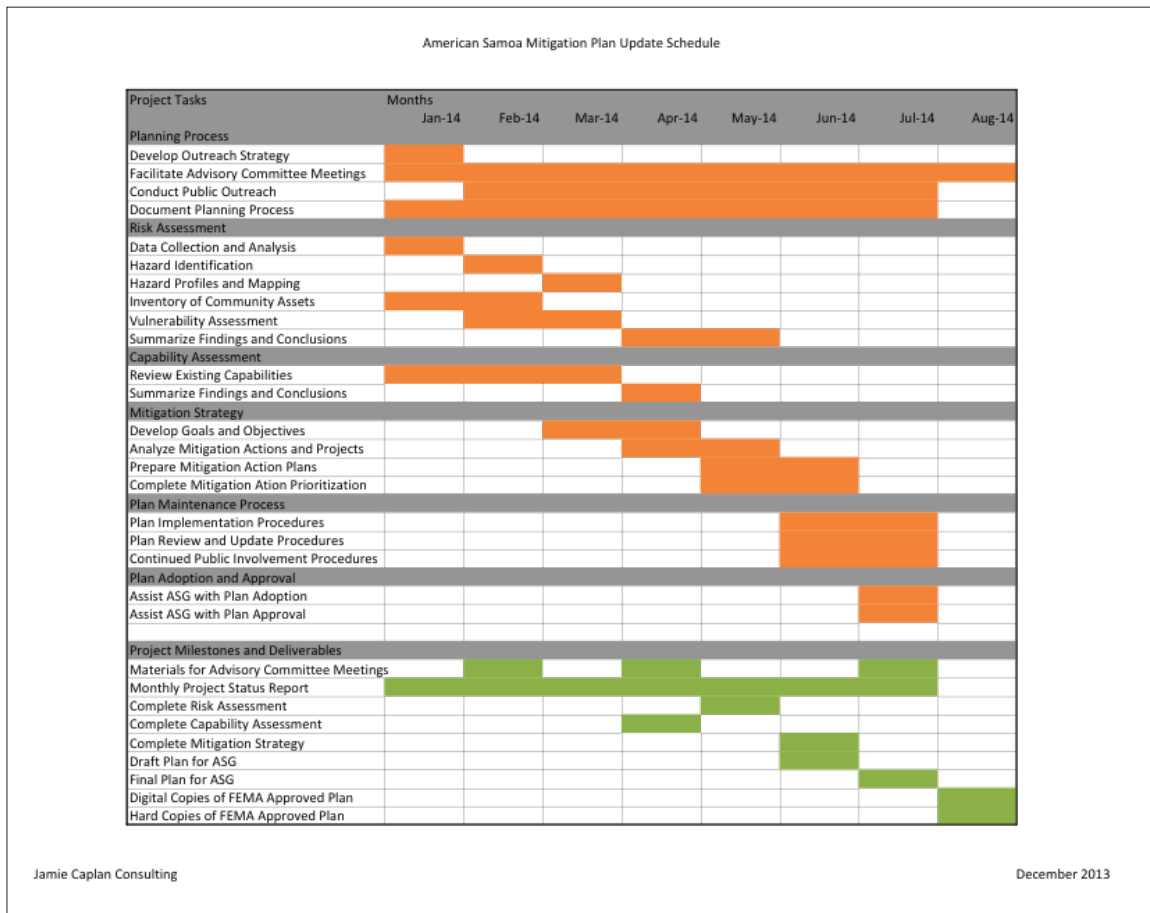 American Samoa Mitigation Plan Update Schedule
Project Tasks Months
Jan-14 Feb-14 Mar-14 Apr-14 May-14 Jun-14 Jul-14 Aug-14
Planning Process
Develop Outreach Strategy
Facilitate Advisory Committee Meetings
Conduct Public Outreach
Document Planning Process
Risk Assessment
Data Collection and Analysis
Hazard Identification
Hazard Profiles and Mapping
Inventory of Community Assets
Vulnerability Assessment
Summarize Findings and Conclusions
Capability Assessment
Review Existing Capabilities
Summarize Findings and Conclusions
Mitigation Strategy
Develop Goals and Objectives
Analyze Mitigation Actions and Projects
Prepare Mitigation Action Plans
Complete Mitigation Ation Prioritization
Plan Maintenance Process
Plan Implementation Procedures
Plan Review and Update Procedures
Continued Public Involvement Procedures
Plan Adoption and Approval
Assist ASG with Plan Adoption
Assist ASG with Plan Approval
Project Milestones and Deliverables
Materials for Advisory Committee Meetings
Monthly Project Status Report
Complete Risk Assessment
Complete Capability Assessment
Complete Mitigation Strategy
Draft Plan for ASG
Final Plan for ASG
Digital Copies of FEMA Approved Plan
Hard Copies of FEMA Approved Plan
Jamie Caplan Consulting December 2013